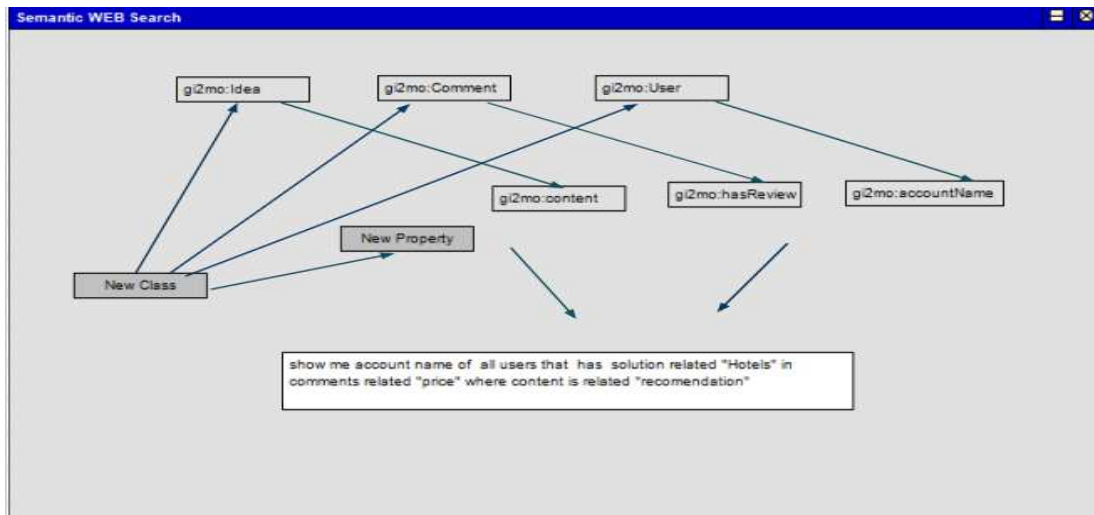 Semantic WEB Search
gi2mo:Idea
gi2mo:Comment
gi2mo:User
gi2mo:content
gi2mo:hasReview
gi2mo:accountName
New Property
New Class
show me account name of all users that has solution related "Hotels" in
comments related "price" where content is related "recomendation"